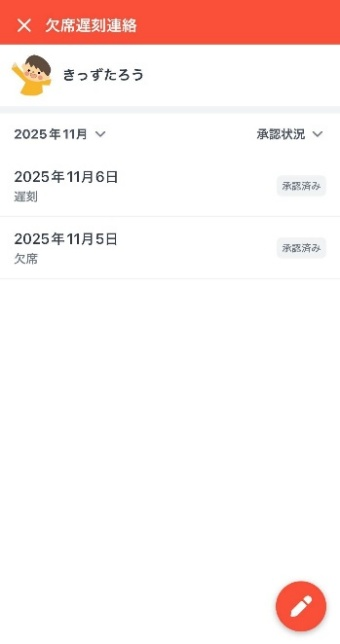 欠席遅刻連絡
きっずたろう
2025年11月 承認状況
2025年11月6日
遅刻 承認済み
2025年11月5日
欠席 承認済み